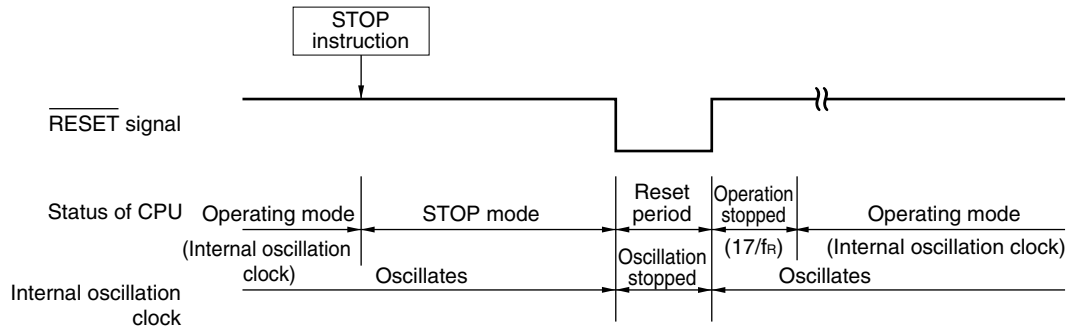 STOP
instruction
RESET signal
Status of CPU
Operating mode
(Internal oscillation
clock)
STOP mode
Reset
period
Operation
stopped
(17/fR)
Operating mode
(Internal oscillation clock)
Internal oscillation
clock
Oscillates
Oscillation
stopped
Oscillates